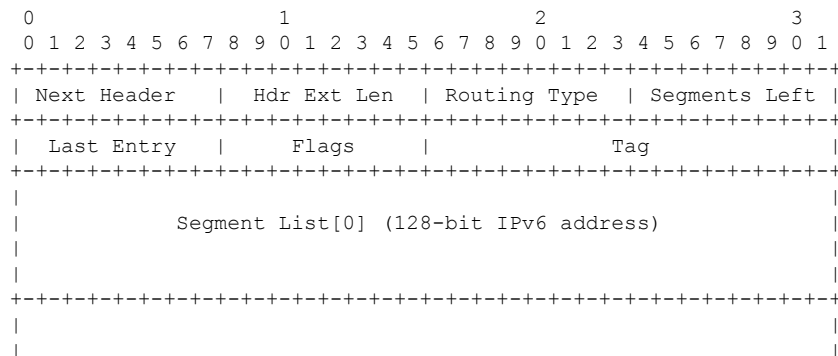 0                   1                   2                   3
0 1 2 3 4 5 6 7 8 9 0 1 2 3 4 5 6 7 8 9 0 1 2 3 4 5 6 7 8 9 0 1
+-+-+-+-+-+-+-+-+-+-+-+-+-+-+-+-+-+-+-+-+-+-+-+-+-+-+-+-+-+-+-+-+
| Next Header   |  Hdr Ext Len  | Routing Type  | Segments Left |
+-+-+-+-+-+-+-+-+-+-+-+-+-+-+-+-+-+-+-+-+-+-+-+-+-+-+-+-+-+-+-+-+
|  Last Entry   |     Flags     |              Tag              |
+-+-+-+-+-+-+-+-+-+-+-+-+-+-+-+-+-+-+-+-+-+-+-+-+-+-+-+-+-+-+-+-+
|                                                               |
|            Segment List[0] (128-bit IPv6 address)             |
|                                                               |
|                                                               |
+-+-+-+-+-+-+-+-+-+-+-+-+-+-+-+-+-+-+-+-+-+-+-+-+-+-+-+-+-+-+-+-+
|                                                               |
|                                                               |